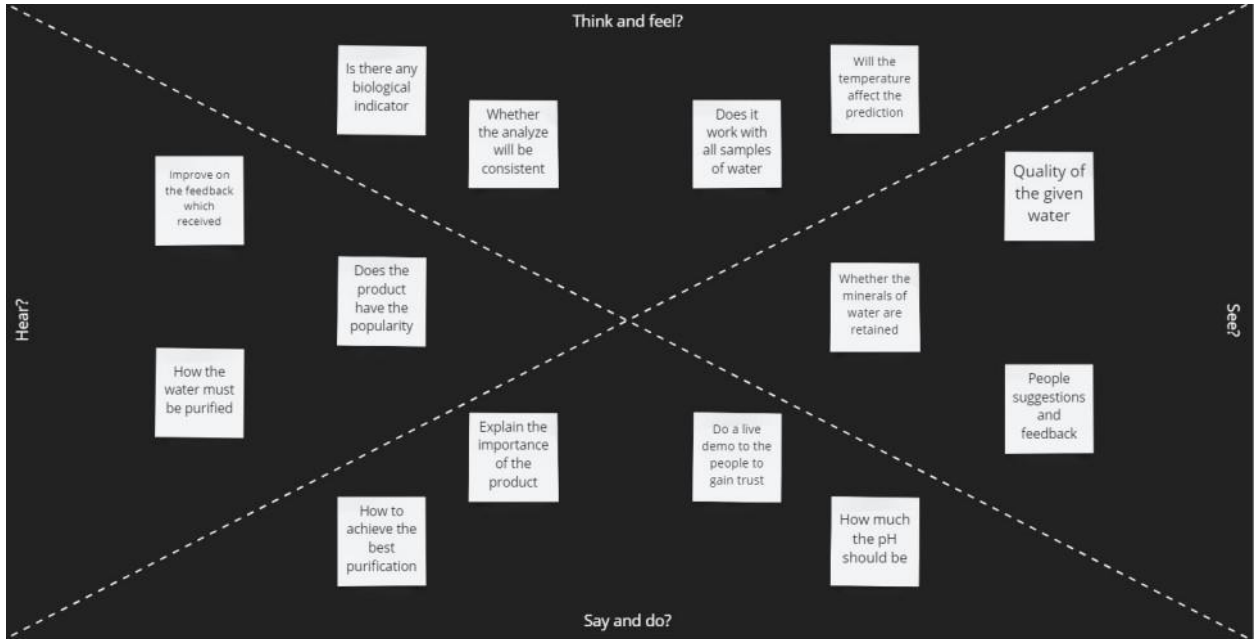 Think and feel?
Is there any
biological
indicator
Whether
the analyze
will be
consistent
Does it
work with
all samples
of water
Will the
temperature
affect the
prediction
Hear?
Improve on
the feedback
which
received
Does the
product
have the
popularity
How the
water must
be purified
See?
Quality of
the given
water
Whether the
minerals of
water are
retained
People
suggestions
and
feedback
Explain the
importance
of the
product
Do a live
demo to the
people to
gain trust
How to
achieve the
best
purification
How much
the pH
should be
Say and do?